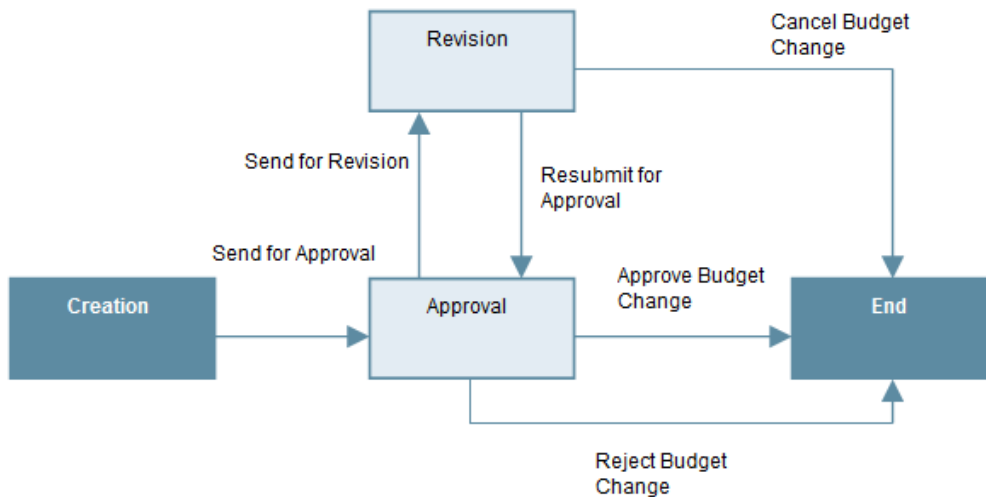 Revision
Cancel Budget
Change
Send for Revision
Resubmit for
Approval
Send for Approval
Creation
Approval
Approve Budget
Change
End
Reject Budget
Change